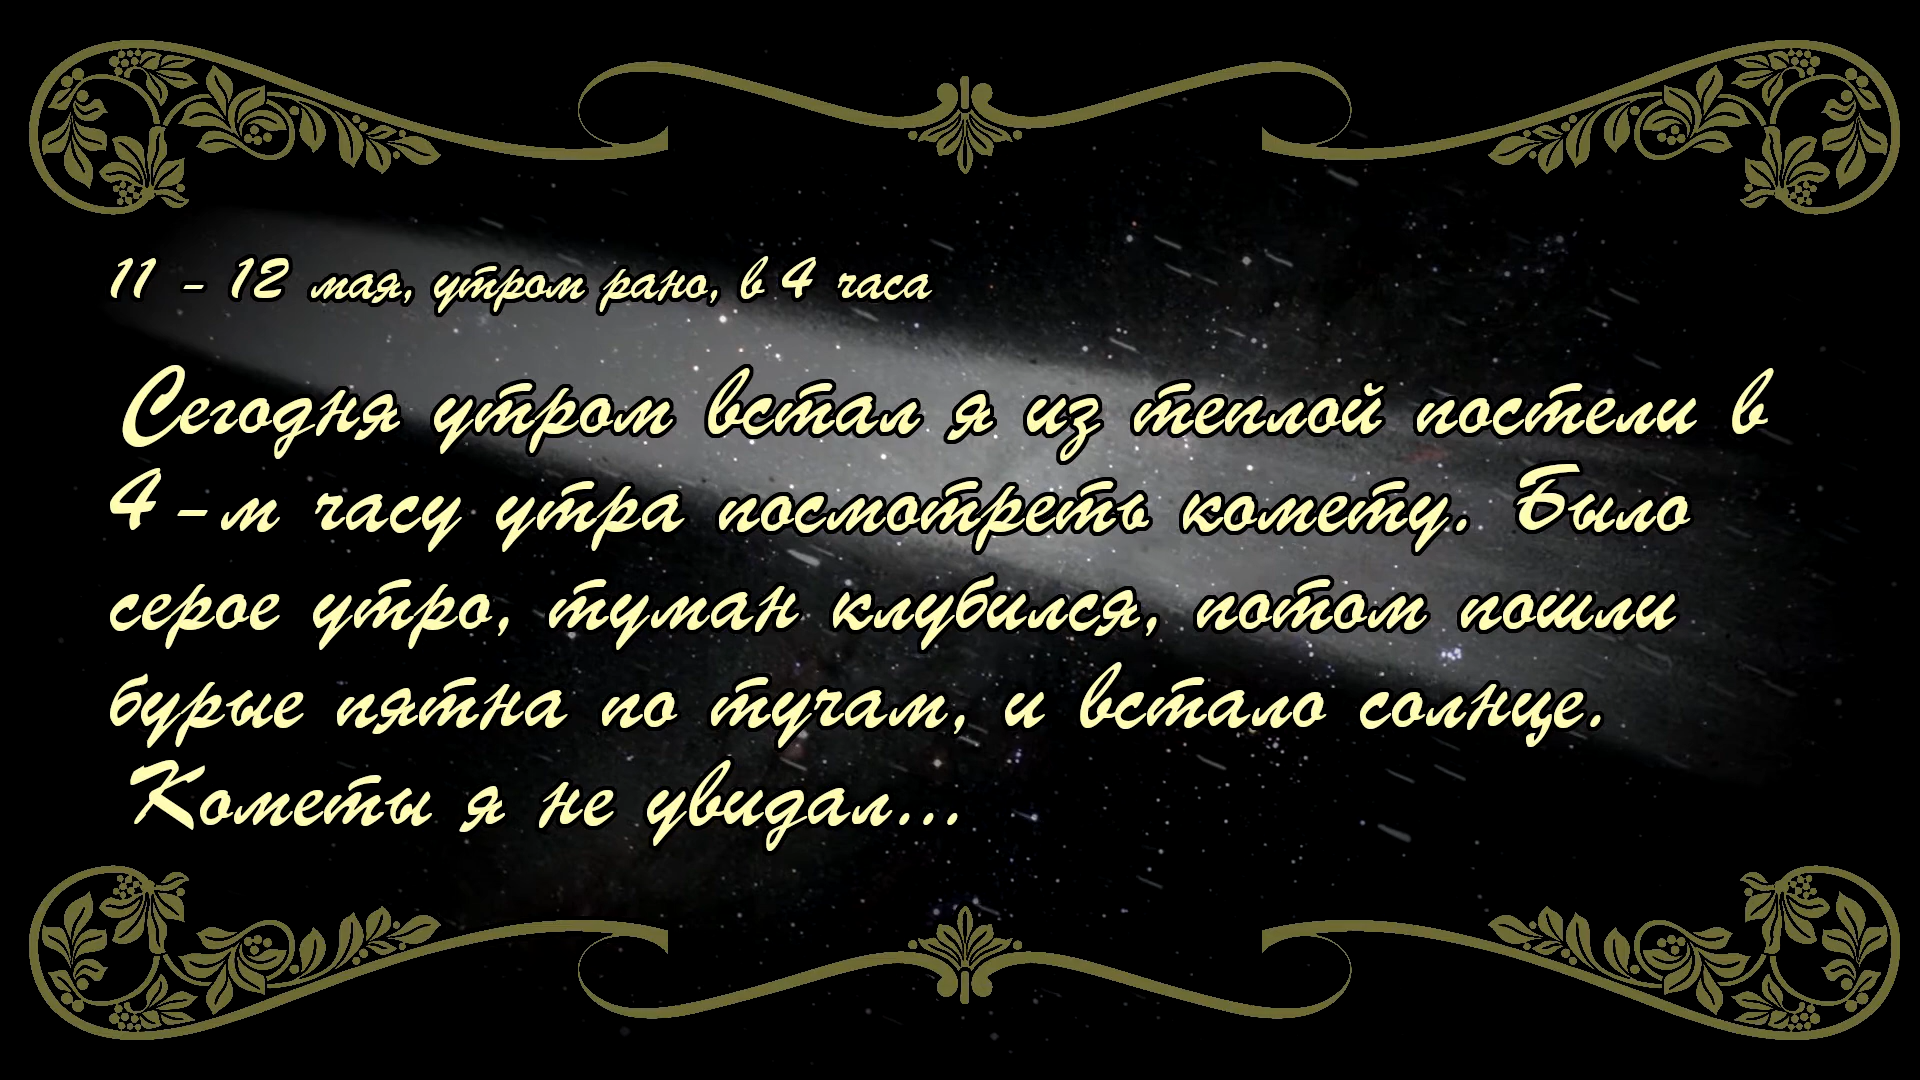 11 - 12 мая, утром рано, в 4 часа
Сегодня утром встал я из теплой постели в
4-м часу утра посмотреть комету. Было
серое утро, туман клубился, потом пошли
бурые пятна по тучам, и встало солнце.
Кометы я не увидал...